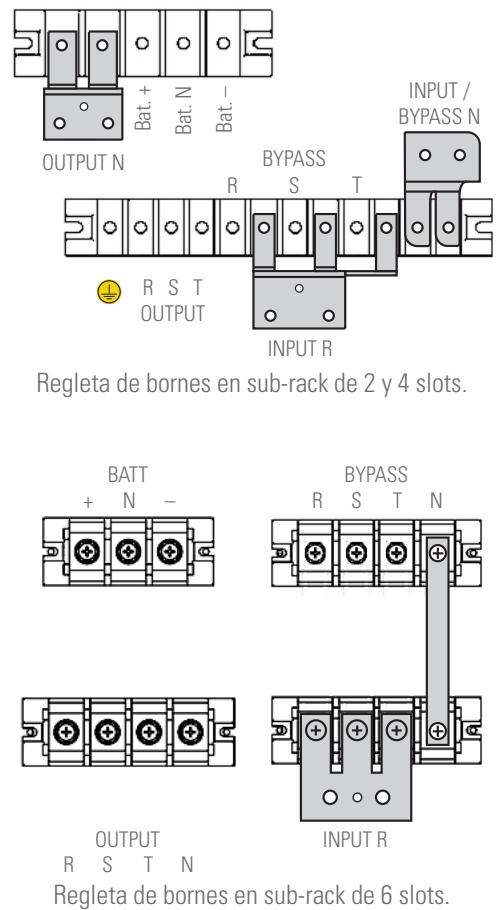 Bat. +
Bat. N
Bat. –
OUTPUT N
INPUT /
BYPASS N
BYPASS
R S T
R S T
OUTPUT
INPUT R
Regleta de bornes en sub-rack de 2 y 4 slots.
BATT
+ N –
BYPASS
R S T N
OUTPUT
R S T N
INPUT R
Regleta de bornes en sub-rack de 6 slots.